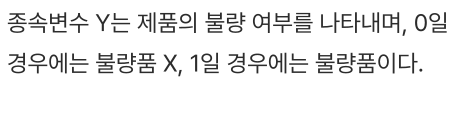 종속변수 Y는 제품의 불량 여부를 나타내며, 0일
경우에는 불량품 X, 1일 경우에는 불량품이다.